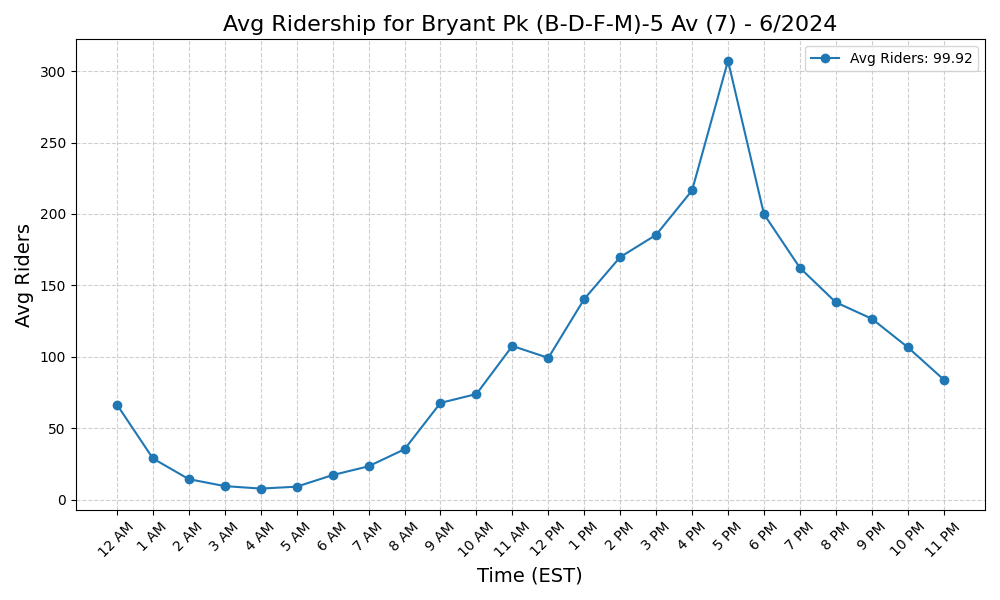 Avg Ridership for Bryant Pk (B-D-F-M)-5 Av (7) - 6/2024
Avg Riders: 99.92
Avg Riders
300
250
200
150
100
50
0
12 AM
1 AM
2 AM
3 AM
4 AM
5 AM
6 AM
7 AM
8 AM
9 AM
10 AM
11 AM
12 PM
1 PM
2 PM
3 PM
4 PM
5 PM
6 PM
7 PM
8 PM
9 PM
10 PM
11 PM
Time (EST)